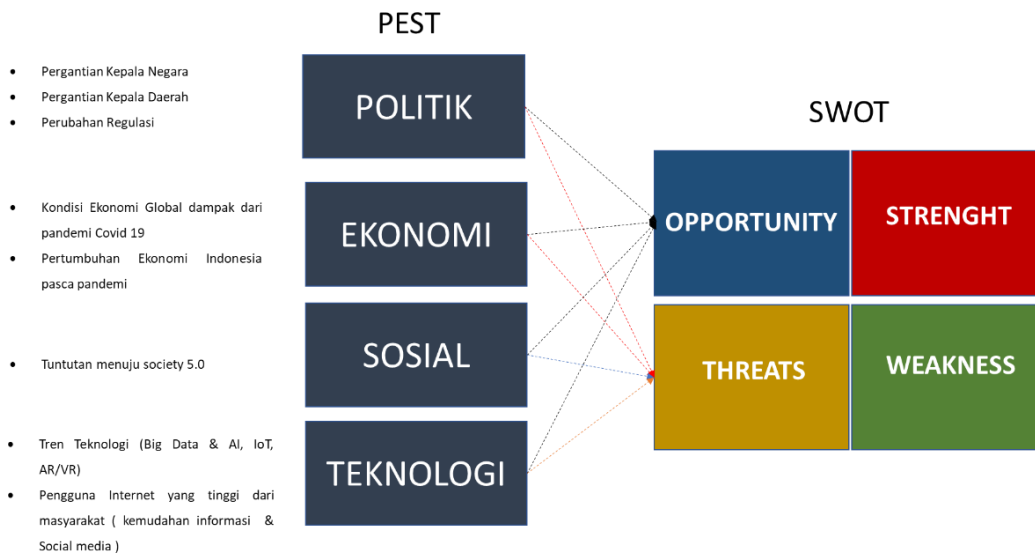 PEST
• Pergantian Kepala Negara
• Pergantian Kepala Daerah
• Perubahan Regulasi
POLITIK
• Kondisi Ekonomi Global dampak dari
pandemi Covid 19
• Pertumbuhan Ekonomi Indonesia
pasca pandemi
EKONOMI
• Tuntutan menuju society 5.0
SOSIAL
• Tren Teknologi (Big Data & AI, IoT,
AR/VR)
• Pengguna Internet yang tinggi dari
masyarakat ( kemudahan informasi &
Social media )
TEKNOLOGI
SWOT
OPPORTUNITY
STRENGHT
THREATS
WEAKNESS